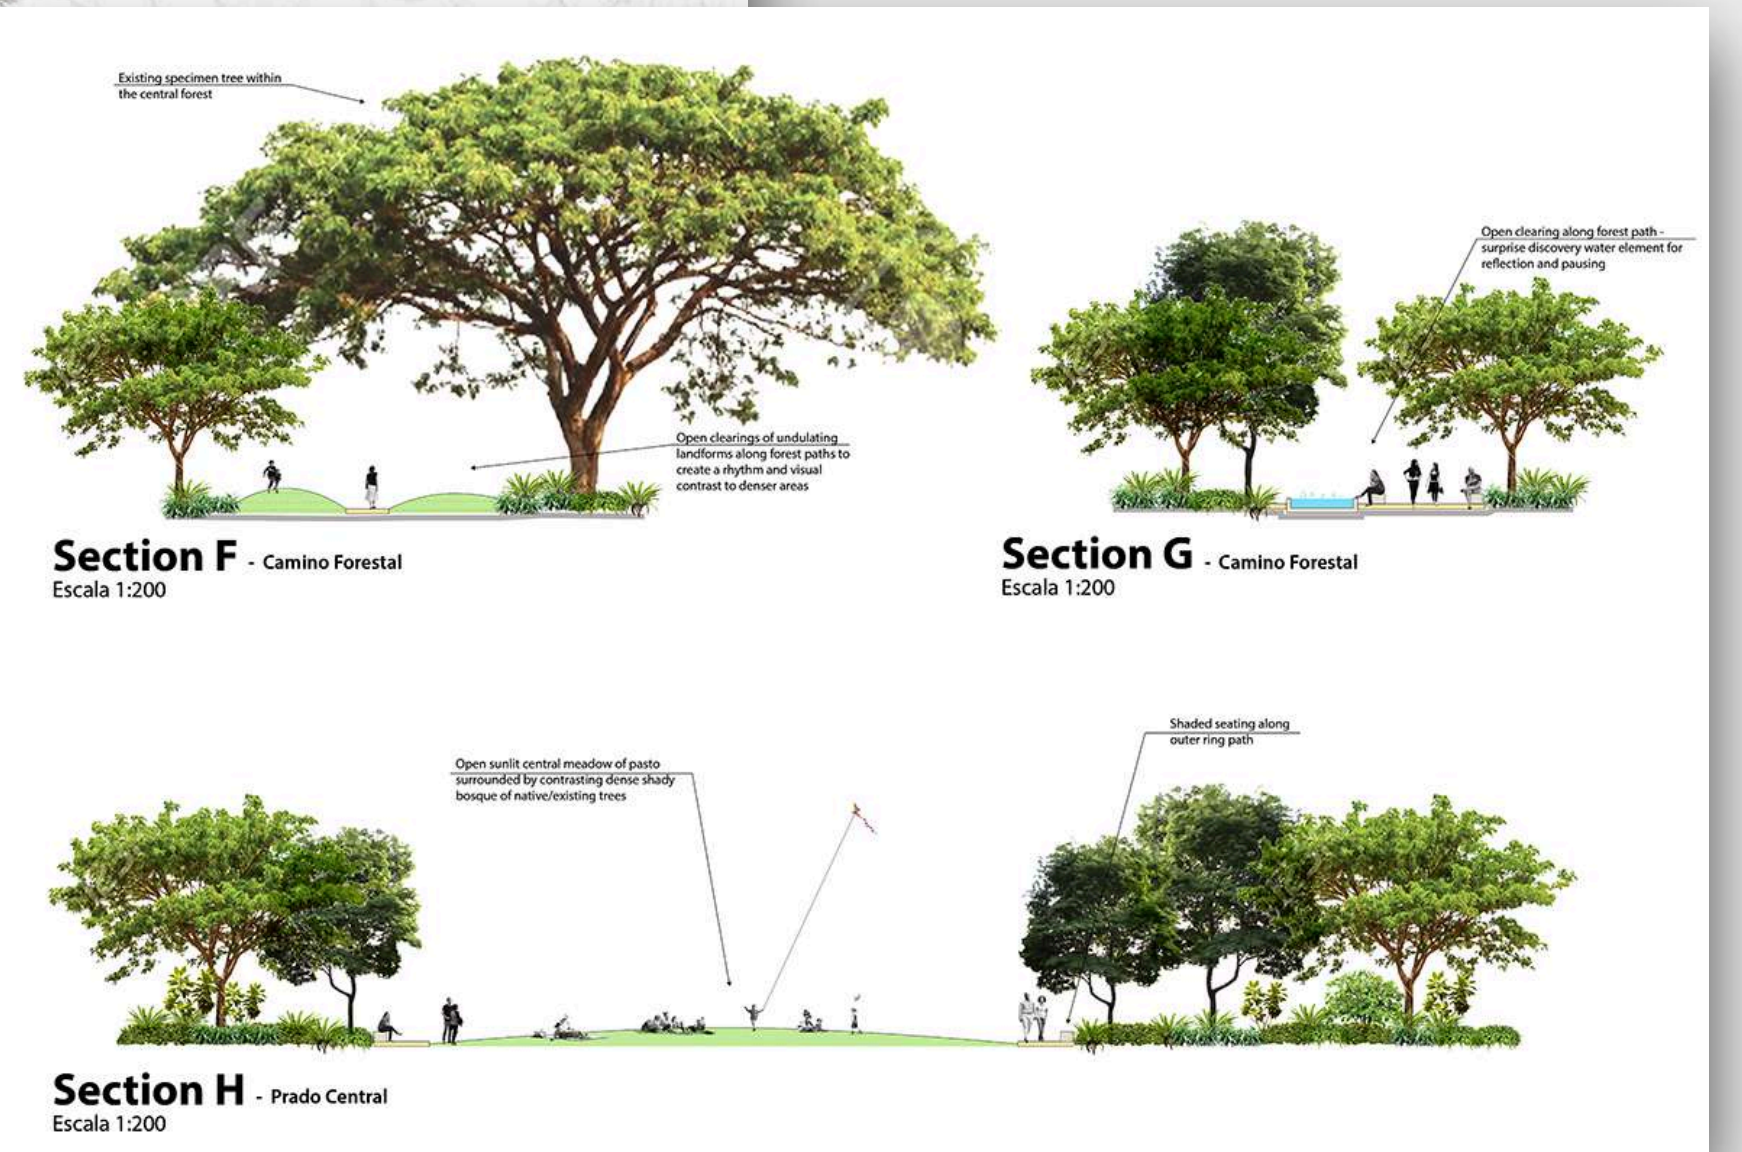 Existing specimen tree within
the central forest
Open clearings of undulating
landforms along forest paths to
create a rhythm and visual
contrast to denser areas
Section F - Camino Forestal
Escala 1:200
Open clearing along forest path -
surprise discovery water element for
reflection and pausing
Section G - Camino Forestal
Escala 1:200
Open sunlit central meadow of pasto
surrounded by contrasting dense shady
bosque of native/existing trees
Shaded seating along
outer ring path
Section H - Prado Central
Escala 1:200